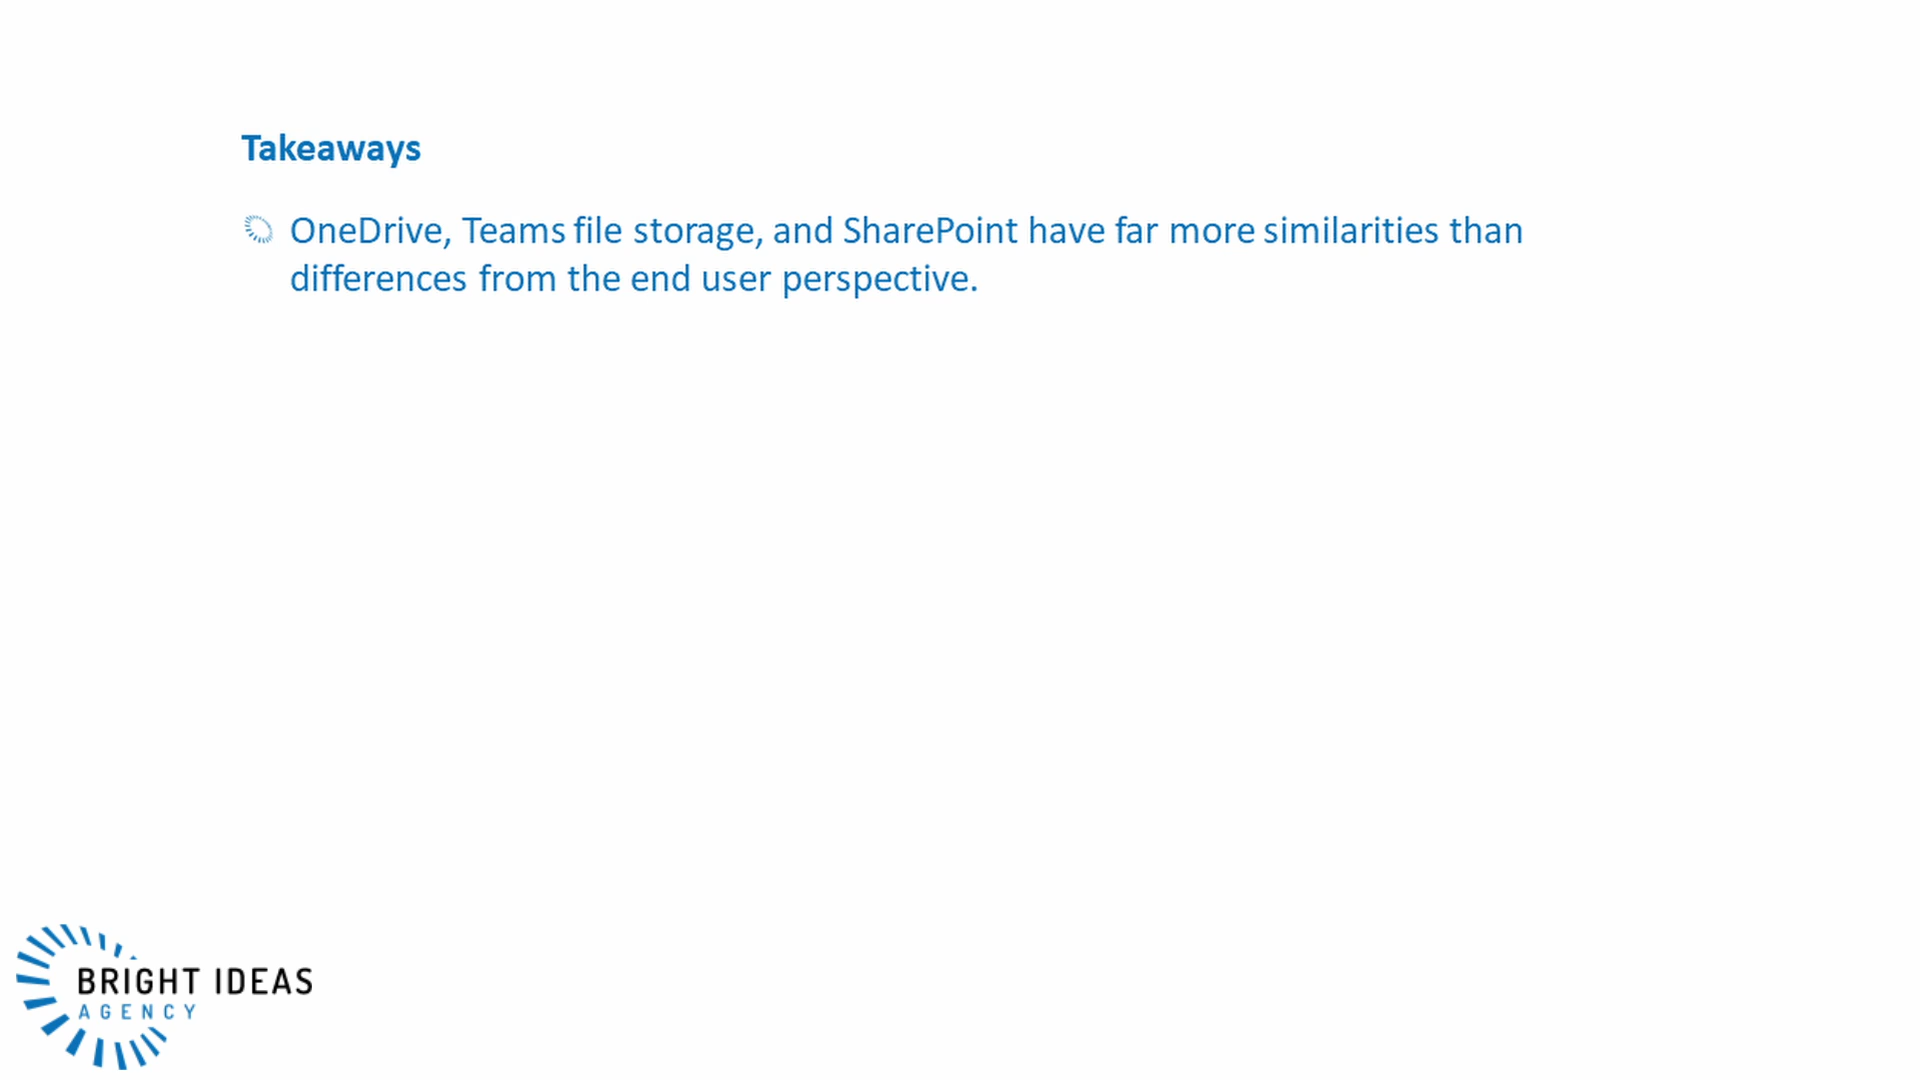 Takeaways
OneDrive, Teams file storage, and SharePoint have far more similarities than
differences from the end user perspective.
BRIGHT IDEAS
AGENCY